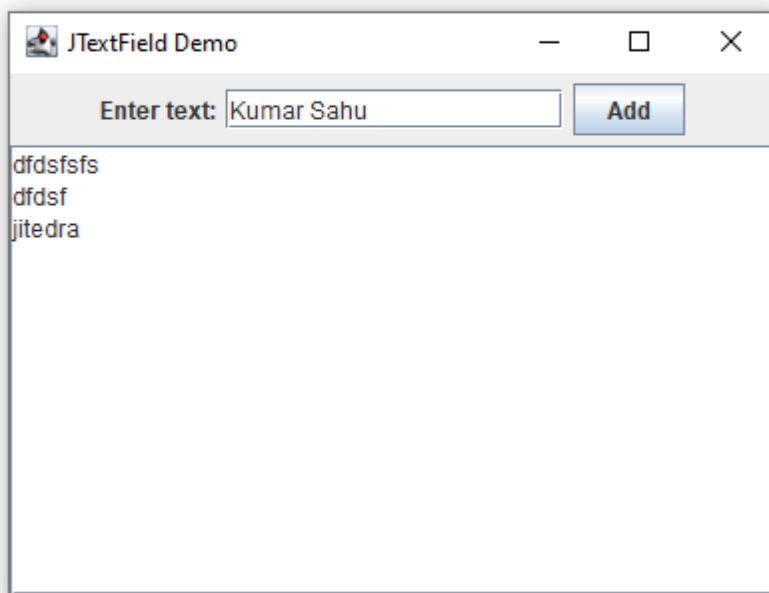 JTextField Demo
Enter text: Kumar Sahu Add
dfdsfsfs
dfdsf
jitedra